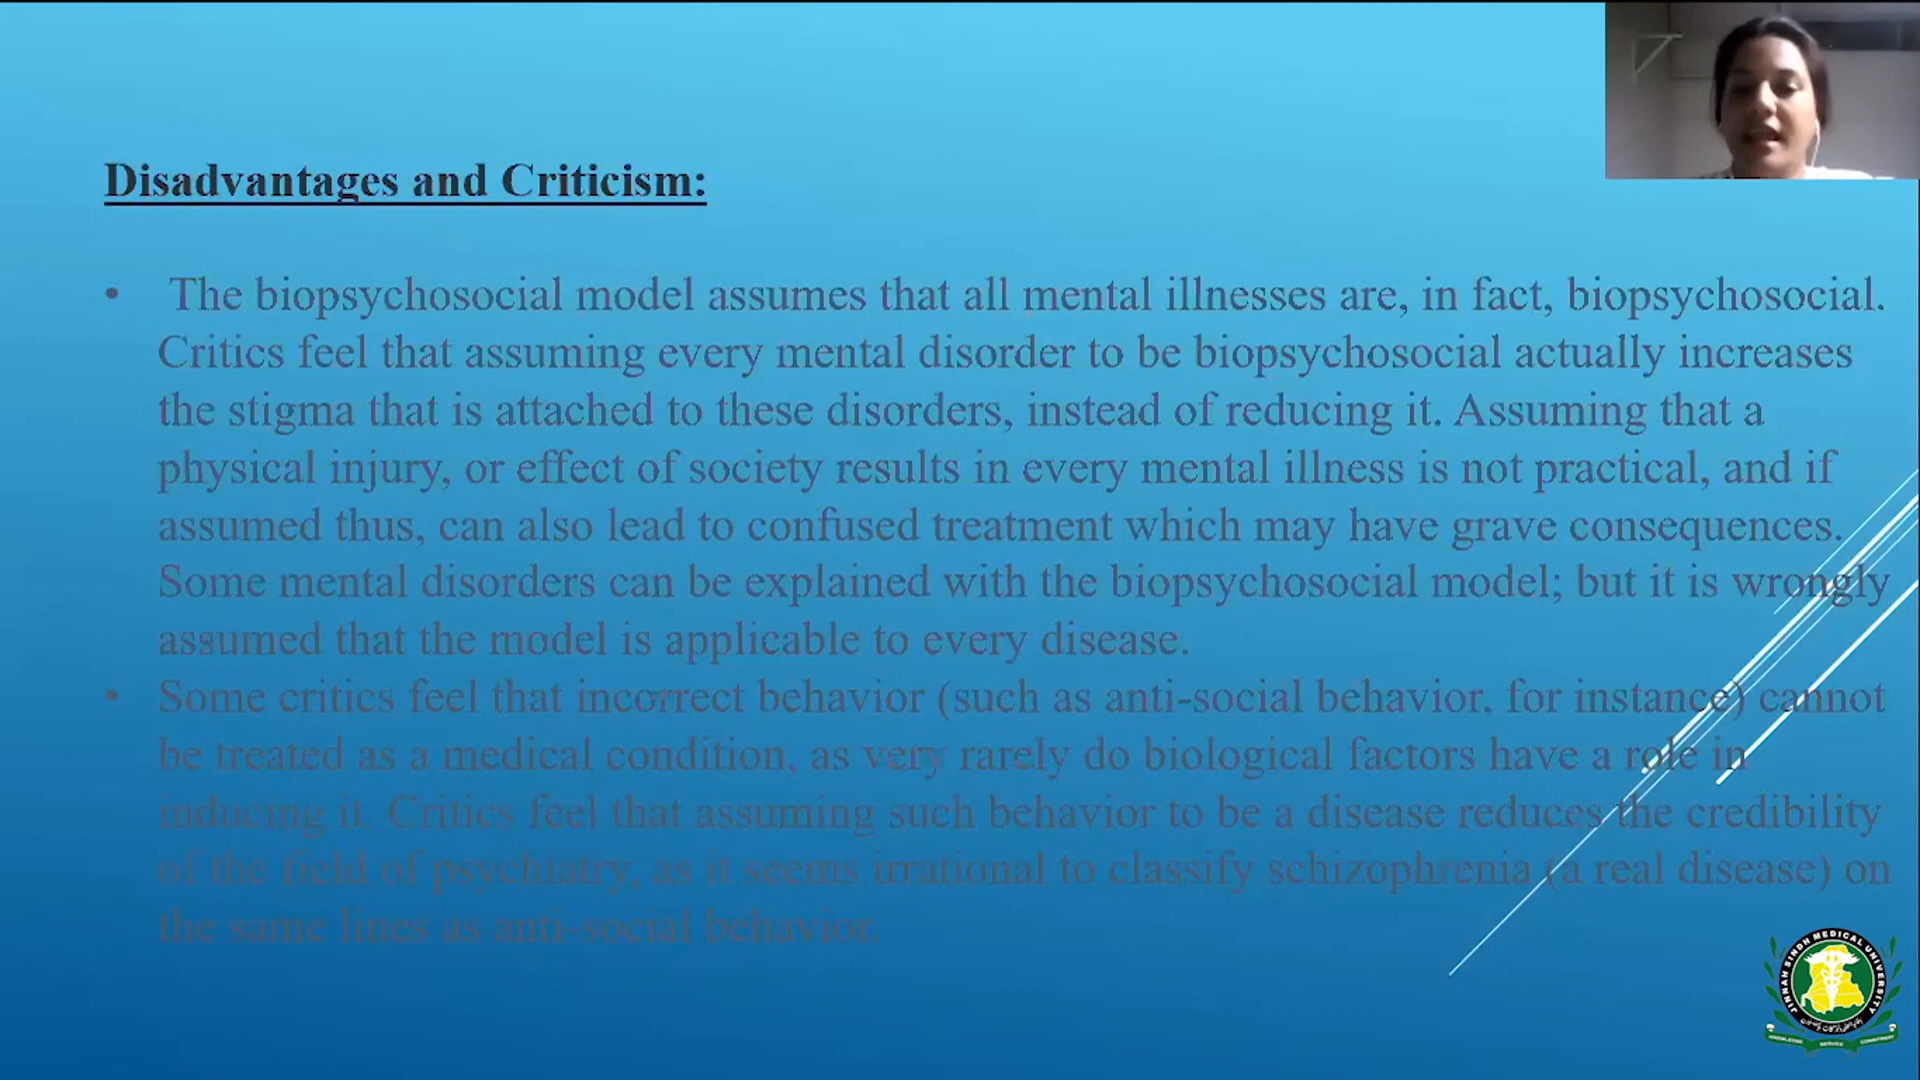 Disadvantages and Criticism:
• The biopsychosocial model assumes that all mental illnesses are, in fact, biopsychosocial.
Critics feel that assuming every mental disorder to be biopsychosocial actually increases
the stigma that is attached to these disorders, instead of reducing it. Assuming that a
physical injury, or effect of society results in every mental illness is not practical, and if
assumed thus, can also lead to confused treatment which may have grave consequences.
Some mental disorders can be explained with the biopsychosocial model; but it is wrongly
assumed that the model is applicable to every disease.
• Some critics feel that incorrect behavior (such as anti-social behavior, for instance) cannot
be treated as a medical condition, as very rarely do biological factors have a role in
inducing it. Critics feel that assuming such behavior to be a disease reduces the credibility
of the field of psychiatry, as it seems irrational to classify schizophrenia (a real disease) on
the same lines as anti-social behavior.
JINNAH SINDH MEDICAL UNIVERSITY
KNOWLEDGE SERVICE COMMITMENT